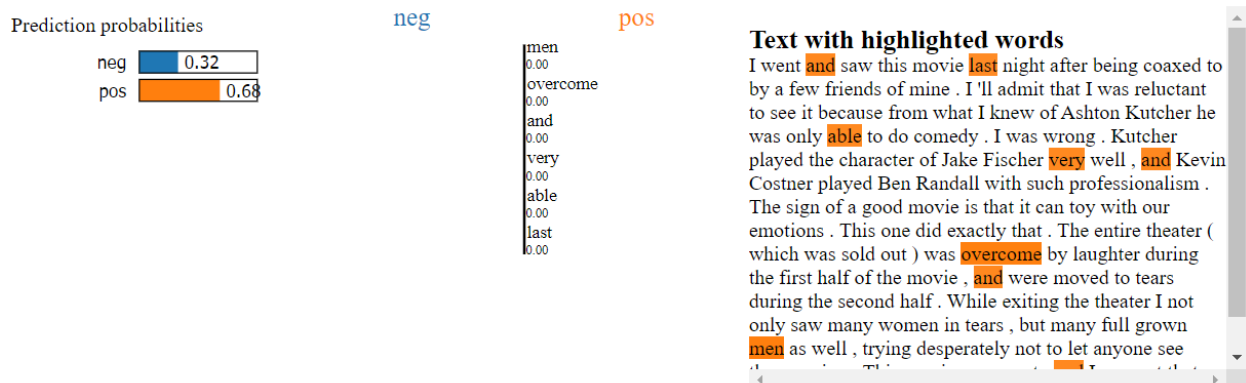 Prediction probabilities
neg 0.32
pos 0.68
neg pos
men
0.00
overcome
0.00
and
0.00
very
0.00
able
0.00
last
0.00
Text with highlighted words
I went and saw this movie last night after being coaxed to
by a few friends of mine . I 'll admit that I was reluctant
to see it because from what I knew of Ashton Kutcher he
was only able to do comedy . I was wrong . Kutcher
played the character of Jake Fischer very well , and Kevin
Costner played Ben Randall with such professionalism .
The sign of a good movie is that it can toy with our
emotions . This one did exactly that . The entire theater (
which was sold out ) was overcome by laughter during
the first half of the movie , and were moved to tears
during the second half . While exiting the theater I not
only saw many women in tears , but many full grown
men as well , trying desperately not to let anyone see